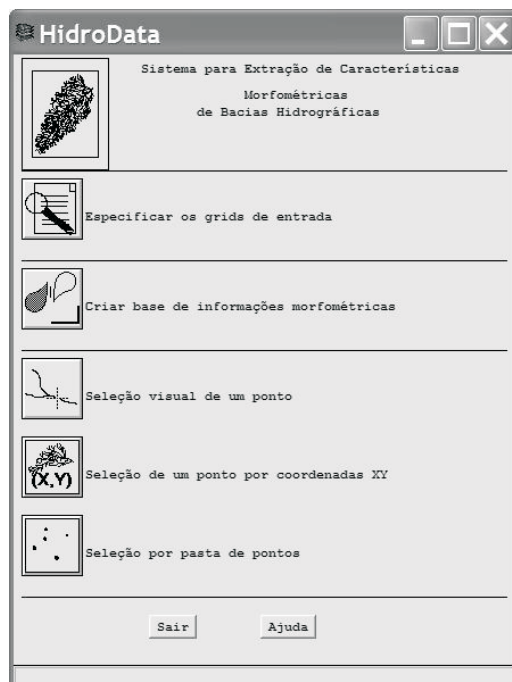 HidroData
Sistema para Extração de Características
Morfométricas
de Bacias Hidrográficas
Especificar os grids de entrada
Criar base de informações morfométricas
Seleção visual de um ponto
(X,Y)
Seleção de um ponto por coordenadas XY
Seleção por pasta de pontos
Sair
Ajuda